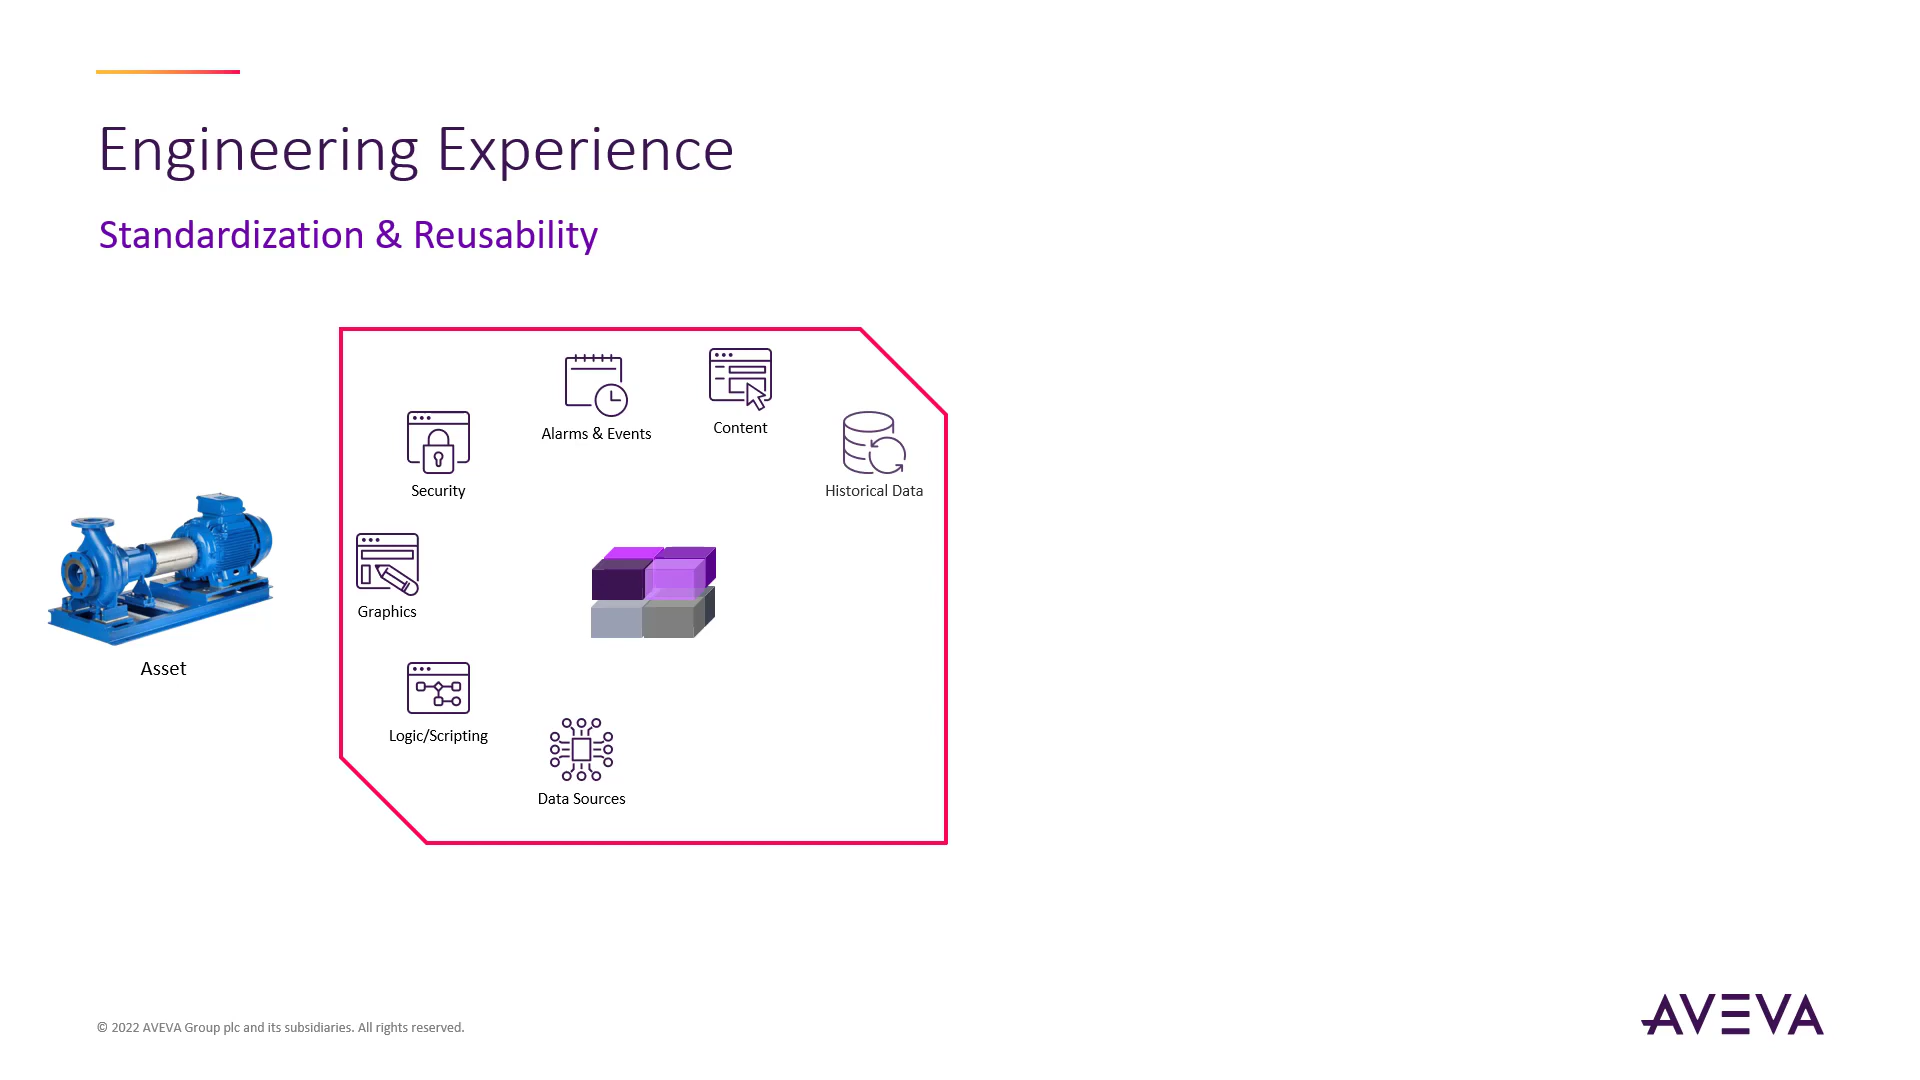 Engineering Experience
Standardization & Reusability
Alarms & Events
Content
Security
Historical Data
Graphics
Asset
Logic/Scripting
Data Sources
© 2022 AVEVA Group plc and its subsidiaries. All rights reserved.
AVEVA